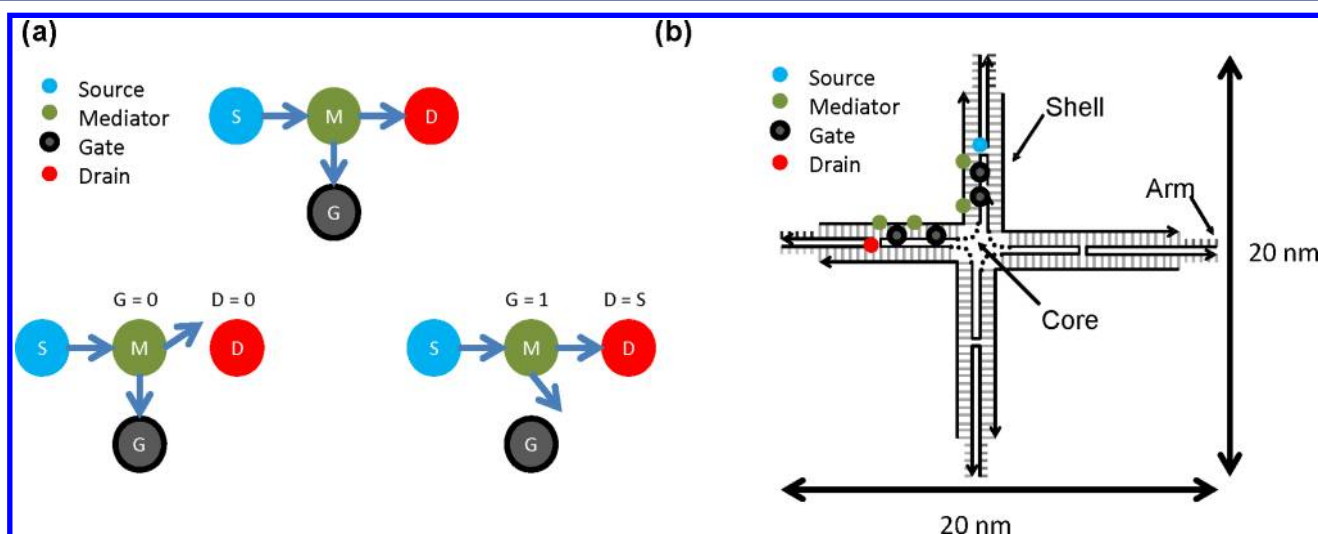 (a)
Source
Mediator
Gate
Drain
S
M
D
G
G = 0
D = 0
S
M
D
G
G = 1
D = S
S
M
D
G
(b)
Source
Mediator
Gate
Drain
Shell
Arm
Core
20 nm
20 nm